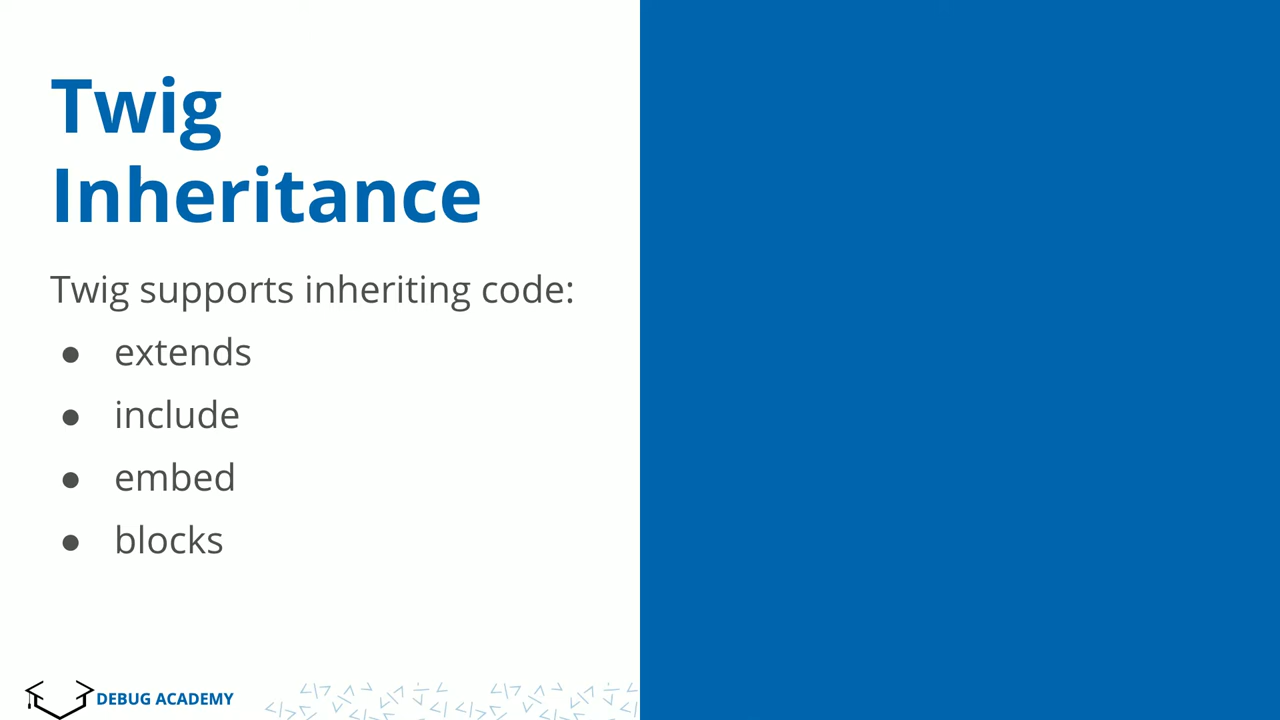 Twig
Inheritance
Twig supports inheriting code:
● extends
● include
● embed
● blocks
DEBUG ACADEMY